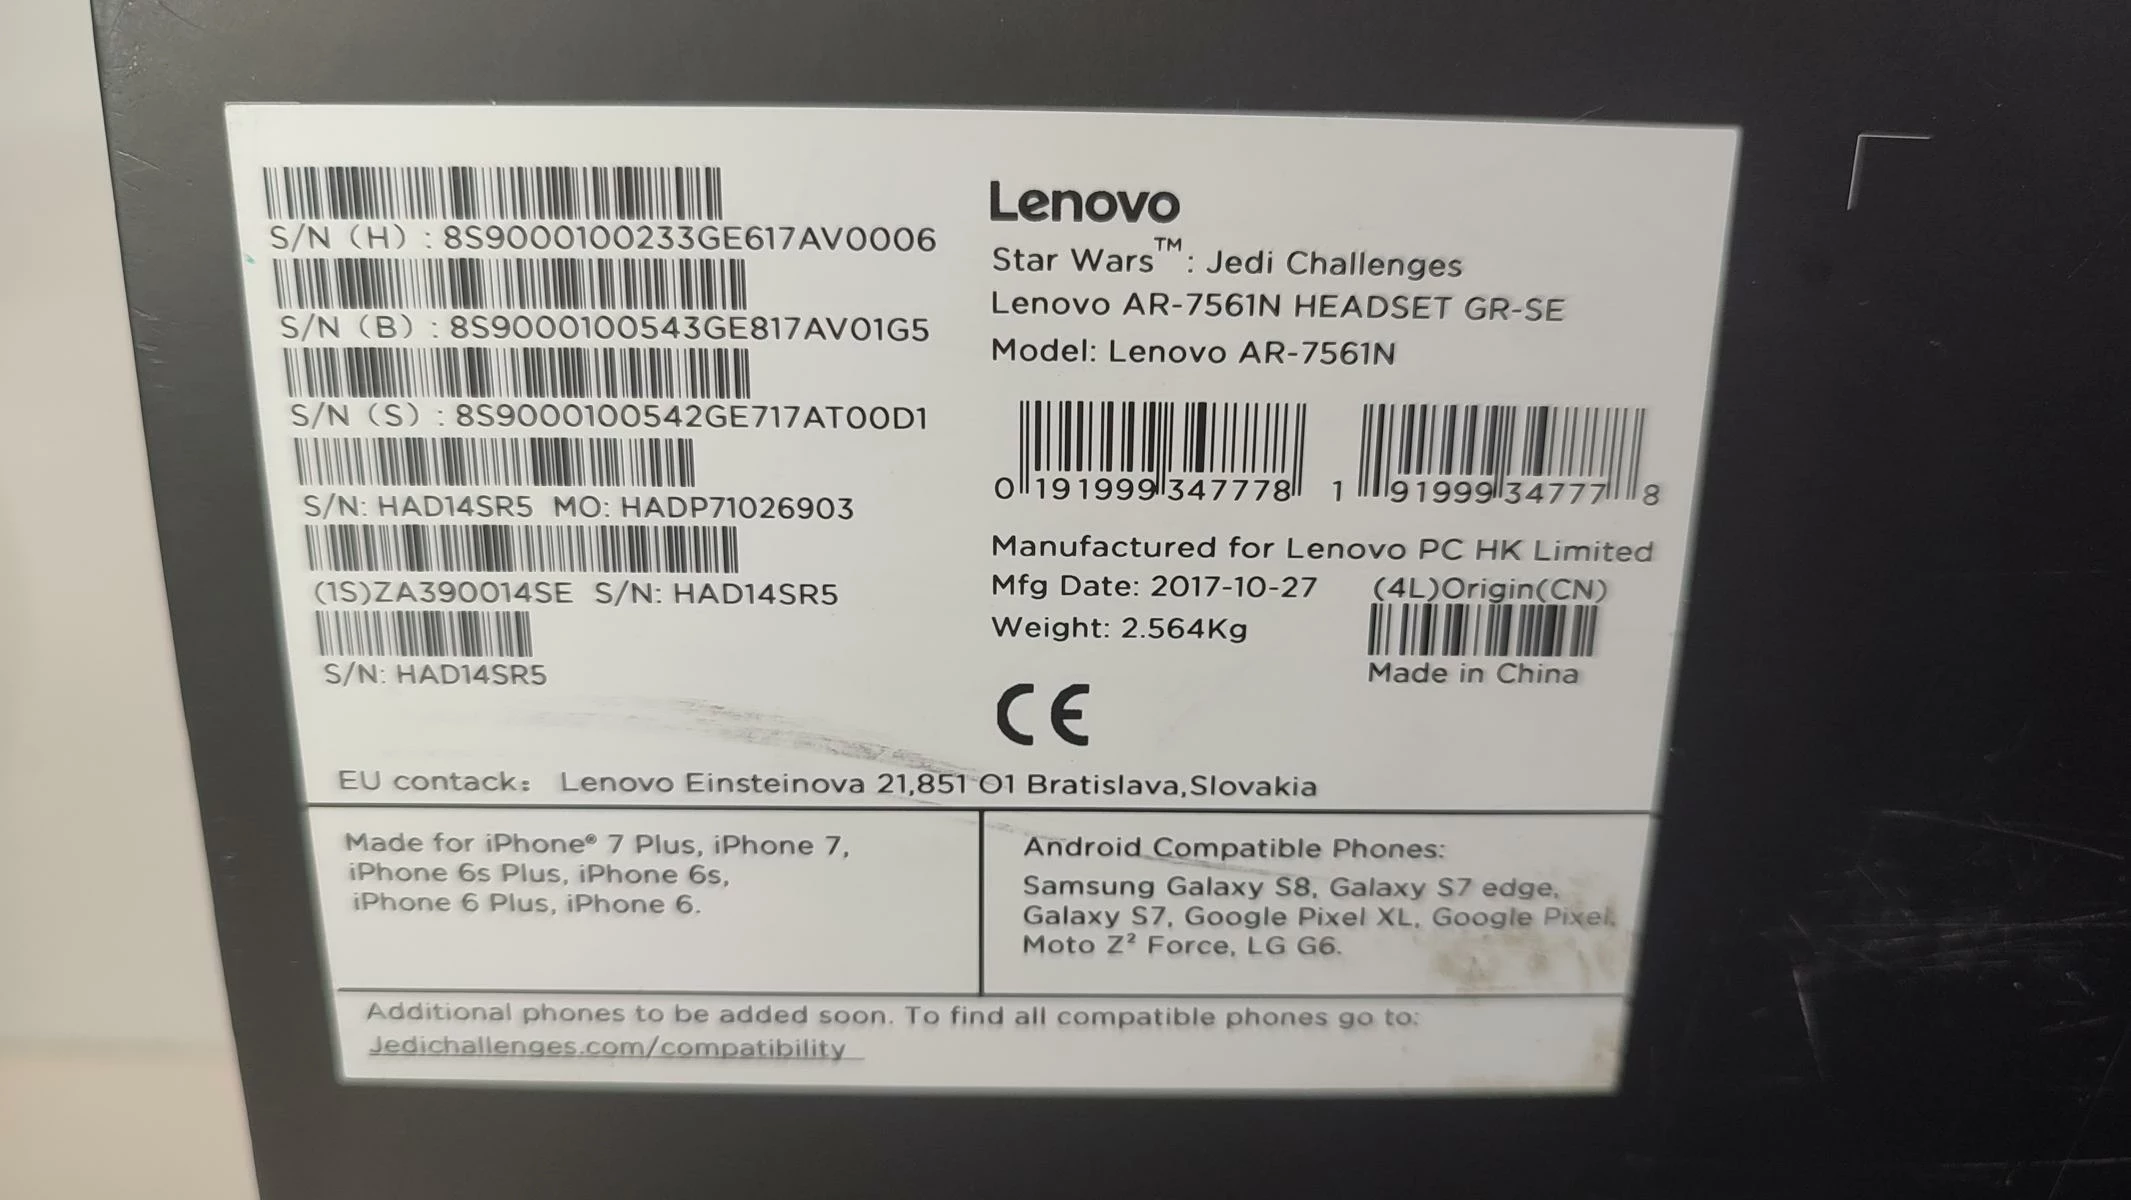 S/N (H) : 8S9000100233GE617AV0006
S/N (B) : 8S9000100543GE817AV01G5
S/N (S) : 8S9000100542GE717AT00D1
S/N: HAD14SR5 MO: HADP71026903
(1S)ZA390014SE S/N: HAD14SR5
S/N: HAD14SR5
Lenovo
Star Wars™: Jedi Challenges
Lenovo AR-7561N HEADSET GR-SE
Model: Lenovo AR-7561N
0 191999 347778 1 91999 34777 8
Manufactured for Lenovo PC HK Limited
Mfg Date: 2017-10-27 (4L)Origin(CN)
Weight: 2.564Kg
Made in China
CE
EU contack: Lenovo Einsteinova 21,851 01 Bratislava,Slovakia
Made for iPhone® 7 Plus, iPhone 7,
iPhone 6s Plus, iPhone 6s,
iPhone 6 Plus, iPhone 6.
Android Compatible Phones:
Samsung Galaxy S8, Galaxy S7 edge,
Galaxy S7, Google Pixel XL, Google Pixel,
Moto Z² Force, LG G6.
Additional phones to be added soon. To find all compatible phones go to:
Jedichallenges.com/compatibility